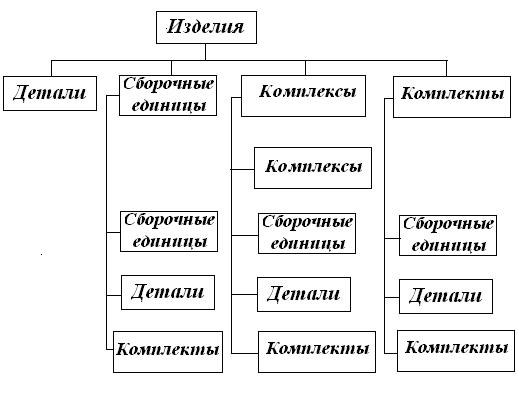 Изделия
Детали
Сборочные
единицы
Комплексы
Комплекты
Комплексы
Сборочные
единицы
Сборочные
единицы
Сборочные
единицы
Детали
Детали
Детали
Комплекты
Комплекты
Комплекты